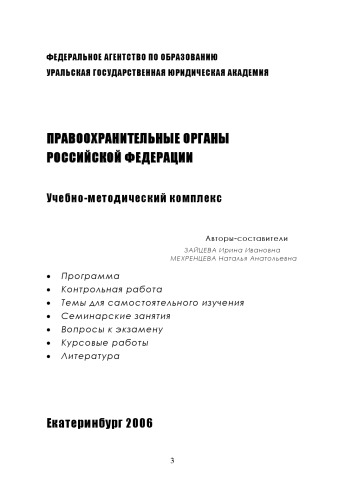 ФЕДЕРАЛЬНОЕ АГЕНТСТВО ПО ОБРАЗОВАНИЮ
УРАЛЬСКАЯ ГОСУДАРСТВЕННАЯ ЮРИДИЧЕСКАЯ АКАДЕМИЯ
ПРАВООХРАНИТЕЛЬНЫЕ ОРГАНЫ
РОССИЙСКОЙ ФЕДЕРАЦИИ
Учебно-методический комплекс
Авторы-составители
ЗАЙЦЕВА Ирина Ивановна
МЕХРЕНЦЕВА Наталья Анатольевна
• Программа
• Контрольная работа
• Темы для самостоятельного изучения
• Семинарские занятия
• Вопросы к экзамену
• Курсовые работы
• Литература
Екатеринбург 2006
3